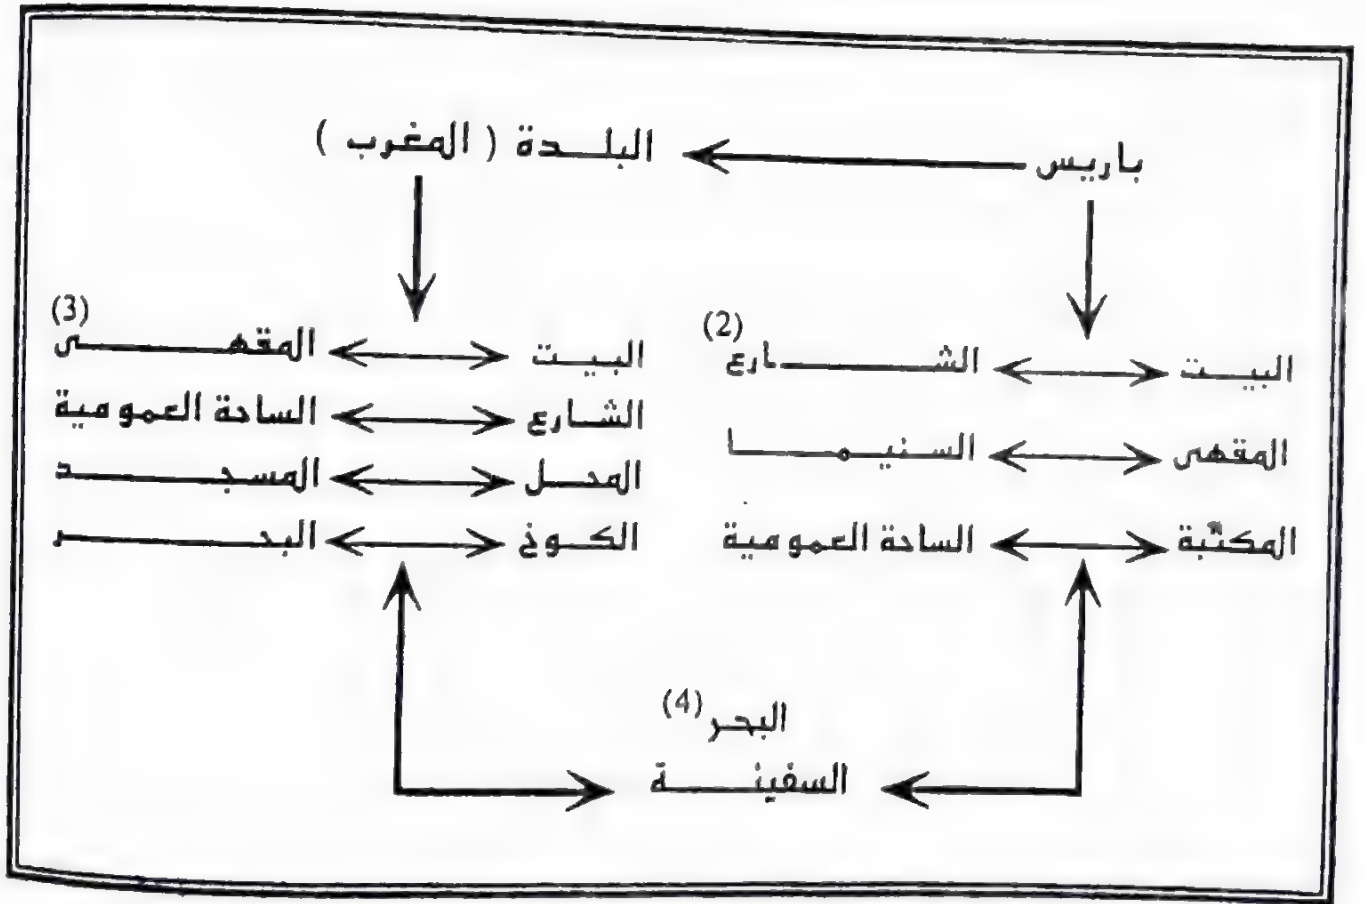 باريس البلدة ( المغرب )
البيت الشارع (2)
المقهى السنيما
المكتبة الساحة العمومية
البيت المقهى (3)
الشارع الساحة العمومية
المحل المسجد
الكوخ البحر
البحر (4)
السفينة